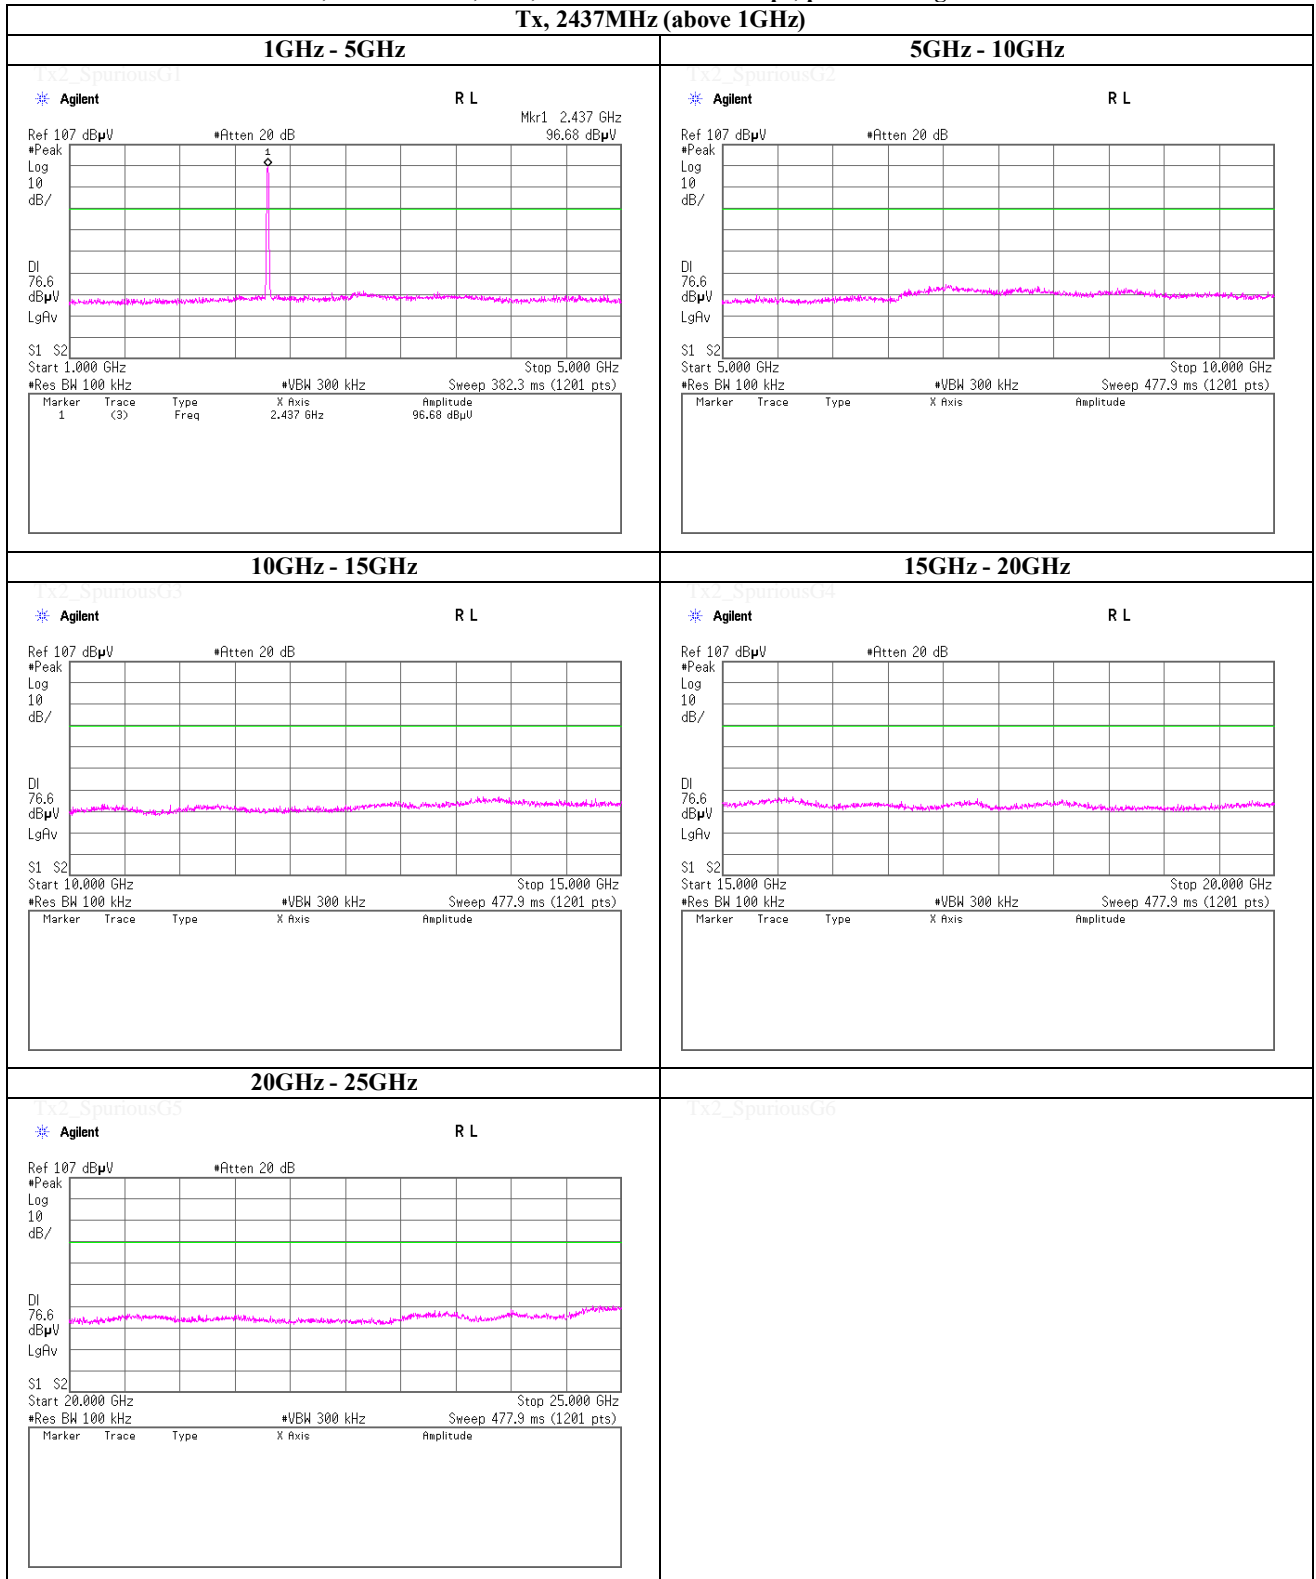 Tx, 2437MHz (above 1GHz)
1GHz - 5GHz
Tx2_SpuriousG1
Agilent R L
Mkr1 2.437 GHz
Ref 107 dBµV #Atten 20 dB 96.68 dBµV
#Peak
1
Log
10
dB/
DI
76.6
dBµV
LgAv
S1 S2
Start 1.000 GHz Stop 5.000 GHz
#Res BW 100 kHz #VBW 300 kHz Sweep 382.3 ms (1201 pts)
Marker Trace Type X Axis Amplitude
1 (3) Freq 2.437 GHz 96.68 dBµV
5GHz - 10GHz
Tx2_SpuriousG2
Agilent R L
Ref 107 dBµV #Atten 20 dB
#Peak
Log
10
dB/
DI
76.6
dBµV
LgAv
S1 S2
Start 5.000 GHz Stop 10.000 GHz
#Res BW 100 kHz #VBW 300 kHz Sweep 477.9 ms (1201 pts)
Marker Trace Type X Axis Amplitude
10GHz - 15GHz
Tx2_SpuriousG3
Agilent R L
Ref 107 dBµV #Atten 20 dB
#Peak
Log
10
dB/
DI
76.6
dBµV
LgAv
S1 S2
Start 10.000 GHz Stop 15.000 GHz
#Res BW 100 kHz #VBW 300 kHz Sweep 477.9 ms (1201 pts)
Marker Trace Type X Axis Amplitude
15GHz - 20GHz
Tx2_SpuriousG4
Agilent R L
Ref 107 dBµV #Atten 20 dB
#Peak
Log
10
dB/
DI
76.6
dBµV
LgAv
S1 S2
Start 15.000 GHz Stop 20.000 GHz
#Res BW 100 kHz #VBW 300 kHz Sweep 477.9 ms (1201 pts)
Marker Trace Type X Axis Amplitude
20GHz - 25GHz
Tx2_SpuriousG5
Agilent R L
Ref 107 dBµV #Atten 20 dB
#Peak
Log
10
dB/
DI
76.6
dBµV
LgAv
S1 S2
Start 20.000 GHz Stop 25.000 GHz
#Res BW 100 kHz #VBW 300 kHz Sweep 477.9 ms (1201 pts)
Marker Trace Type X Axis Amplitude
Tx2_SpuriousG6